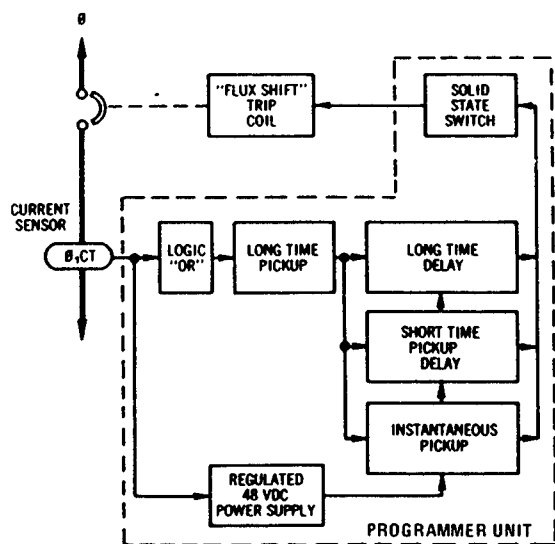 Ø
"FLUX SHIFT"
TRIP
COIL
SOLID
STATE
SWITCH
CURRENT
SENSOR
Ø₁CT
LOGIC
"OR"
LONG TIME
PICKUP
LONG TIME
DELAY
SHORT TIME
PICKUP
DELAY
INSTANTANEOUS
PICKUP
REGULATED
48 VDC
POWER SUPPLY
PROGRAMMER UNIT